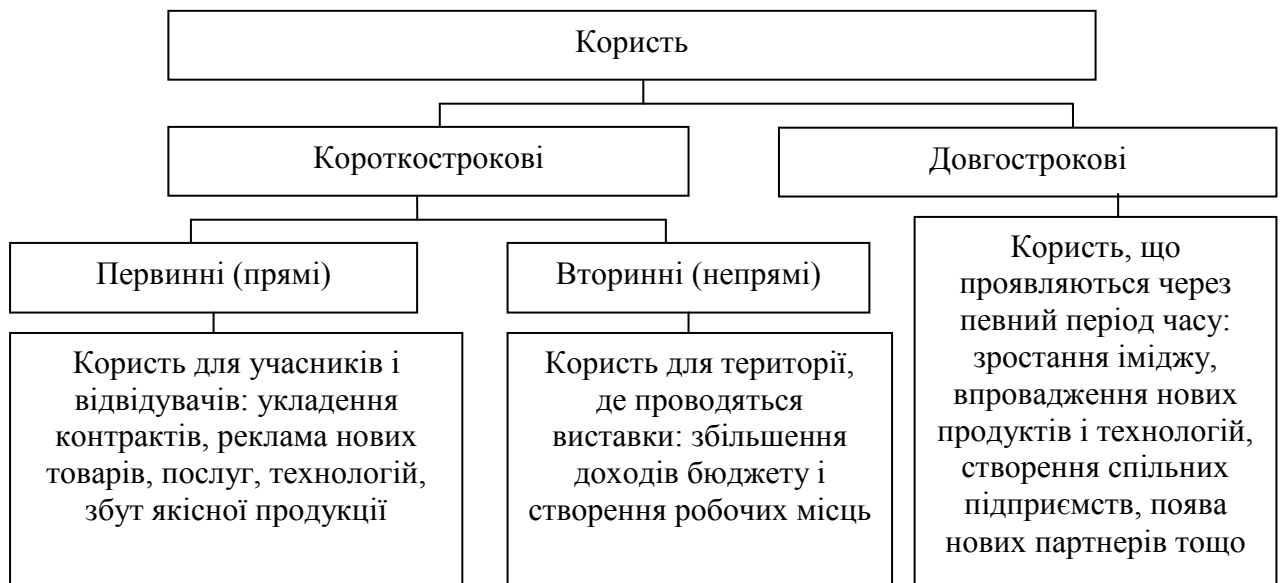 Користь
Короткострокові
Довгострокові
Первинні (прямі)
Вторинні (непрямі)
Користь для учасників і
відвідувачів: укладення
контрактів, реклама нових
товарів, послуг, технологій,
збут якісної продукції
Користь для території,
де проводяться
виставки: збільшення
доходів бюджету і
створення робочих місць
Користь, що
проявляються через
певний період часу:
зростання іміджу,
впровадження нових
продуктів і технологій,
створення спільних
підприємств, поява
нових партнерів тощо